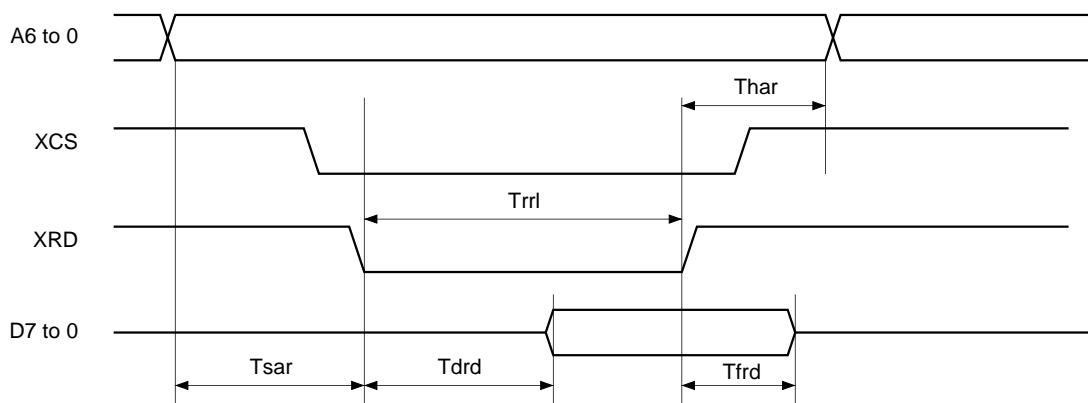 A6 to 0
Thar
XCS
Trrl
XRD
D7 to 0
Tsar
Tdrd
Tfrd